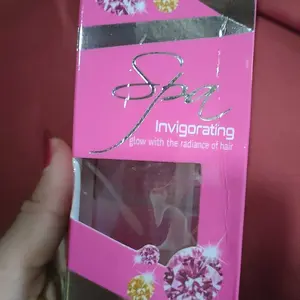 Spa
Invigorating
glow with the radiance of hair